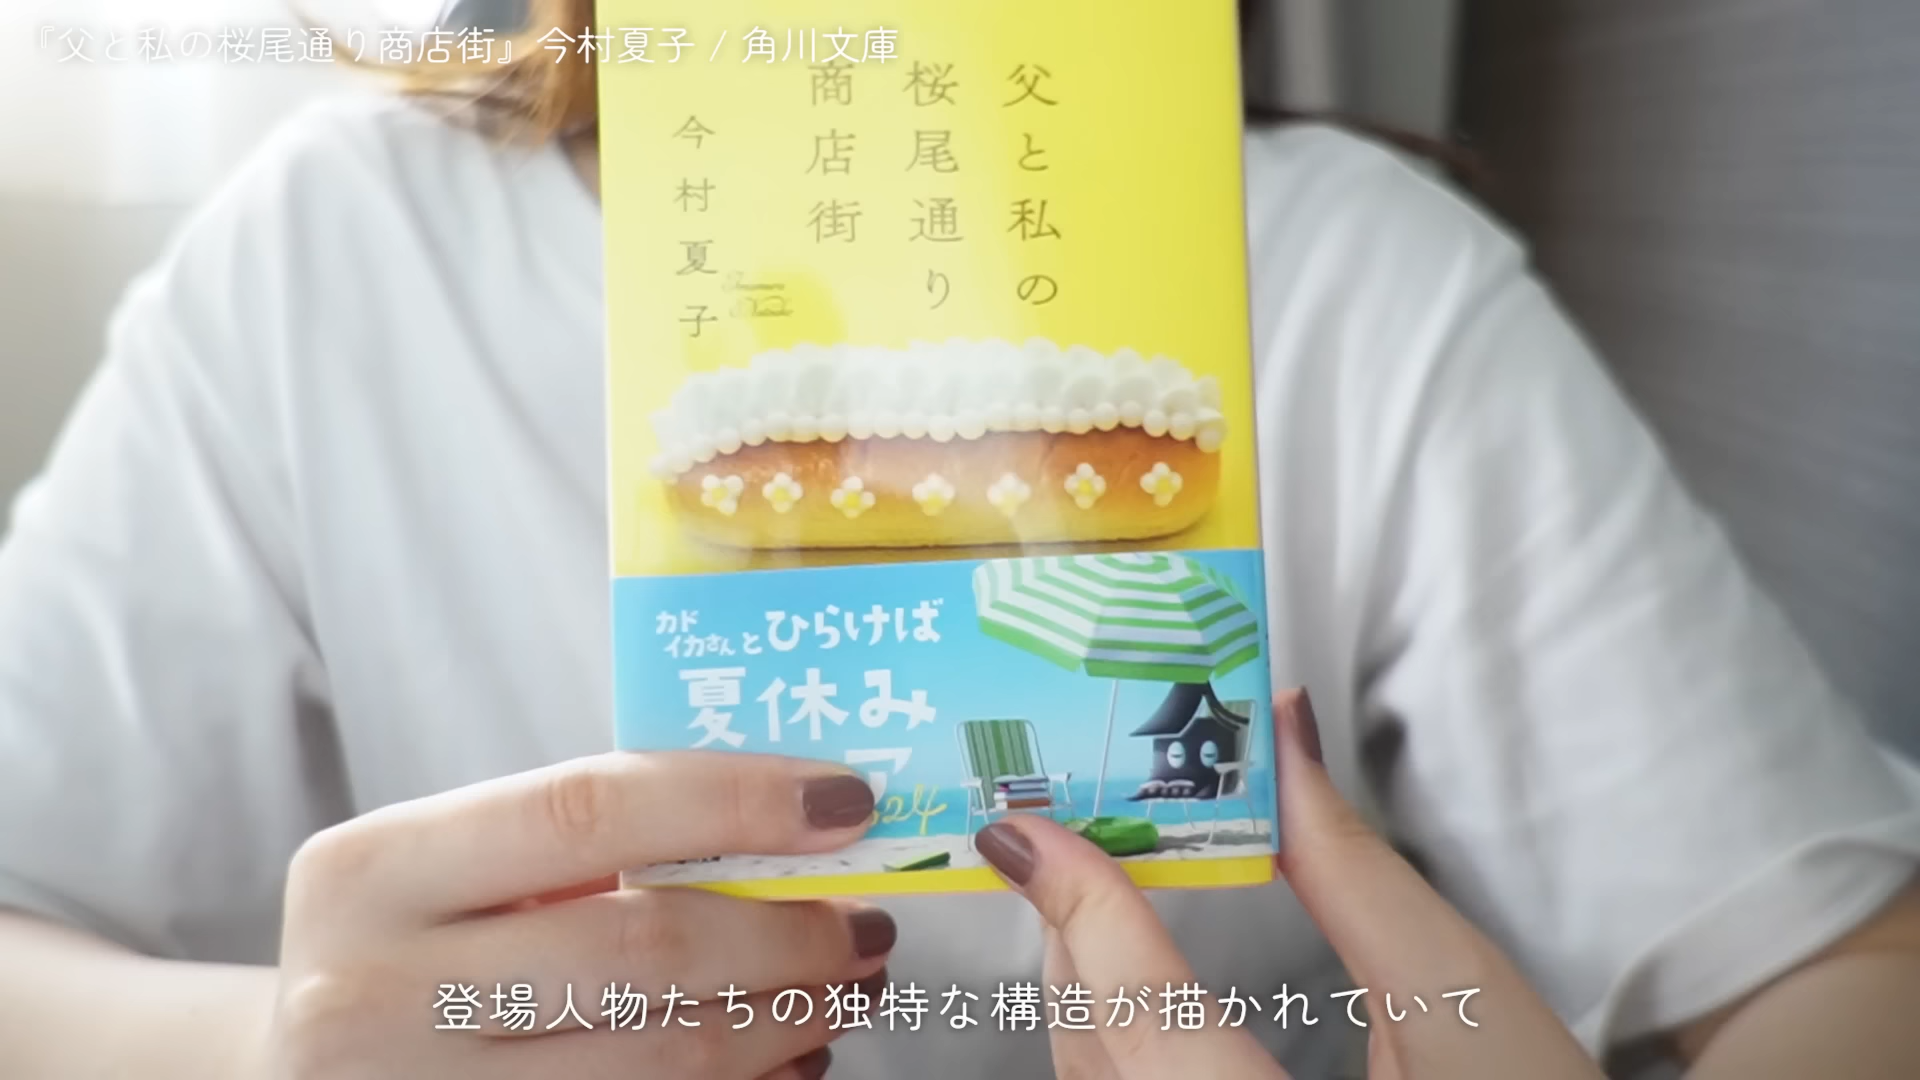 『父と私の桜尾通り商店街』今村夏子 / 角川文庫
父と私の
桜尾通り
商店街
今村夏子
カド
イカさんとひらけば
夏休み
登場人物たちの独特な構造が描かれていて